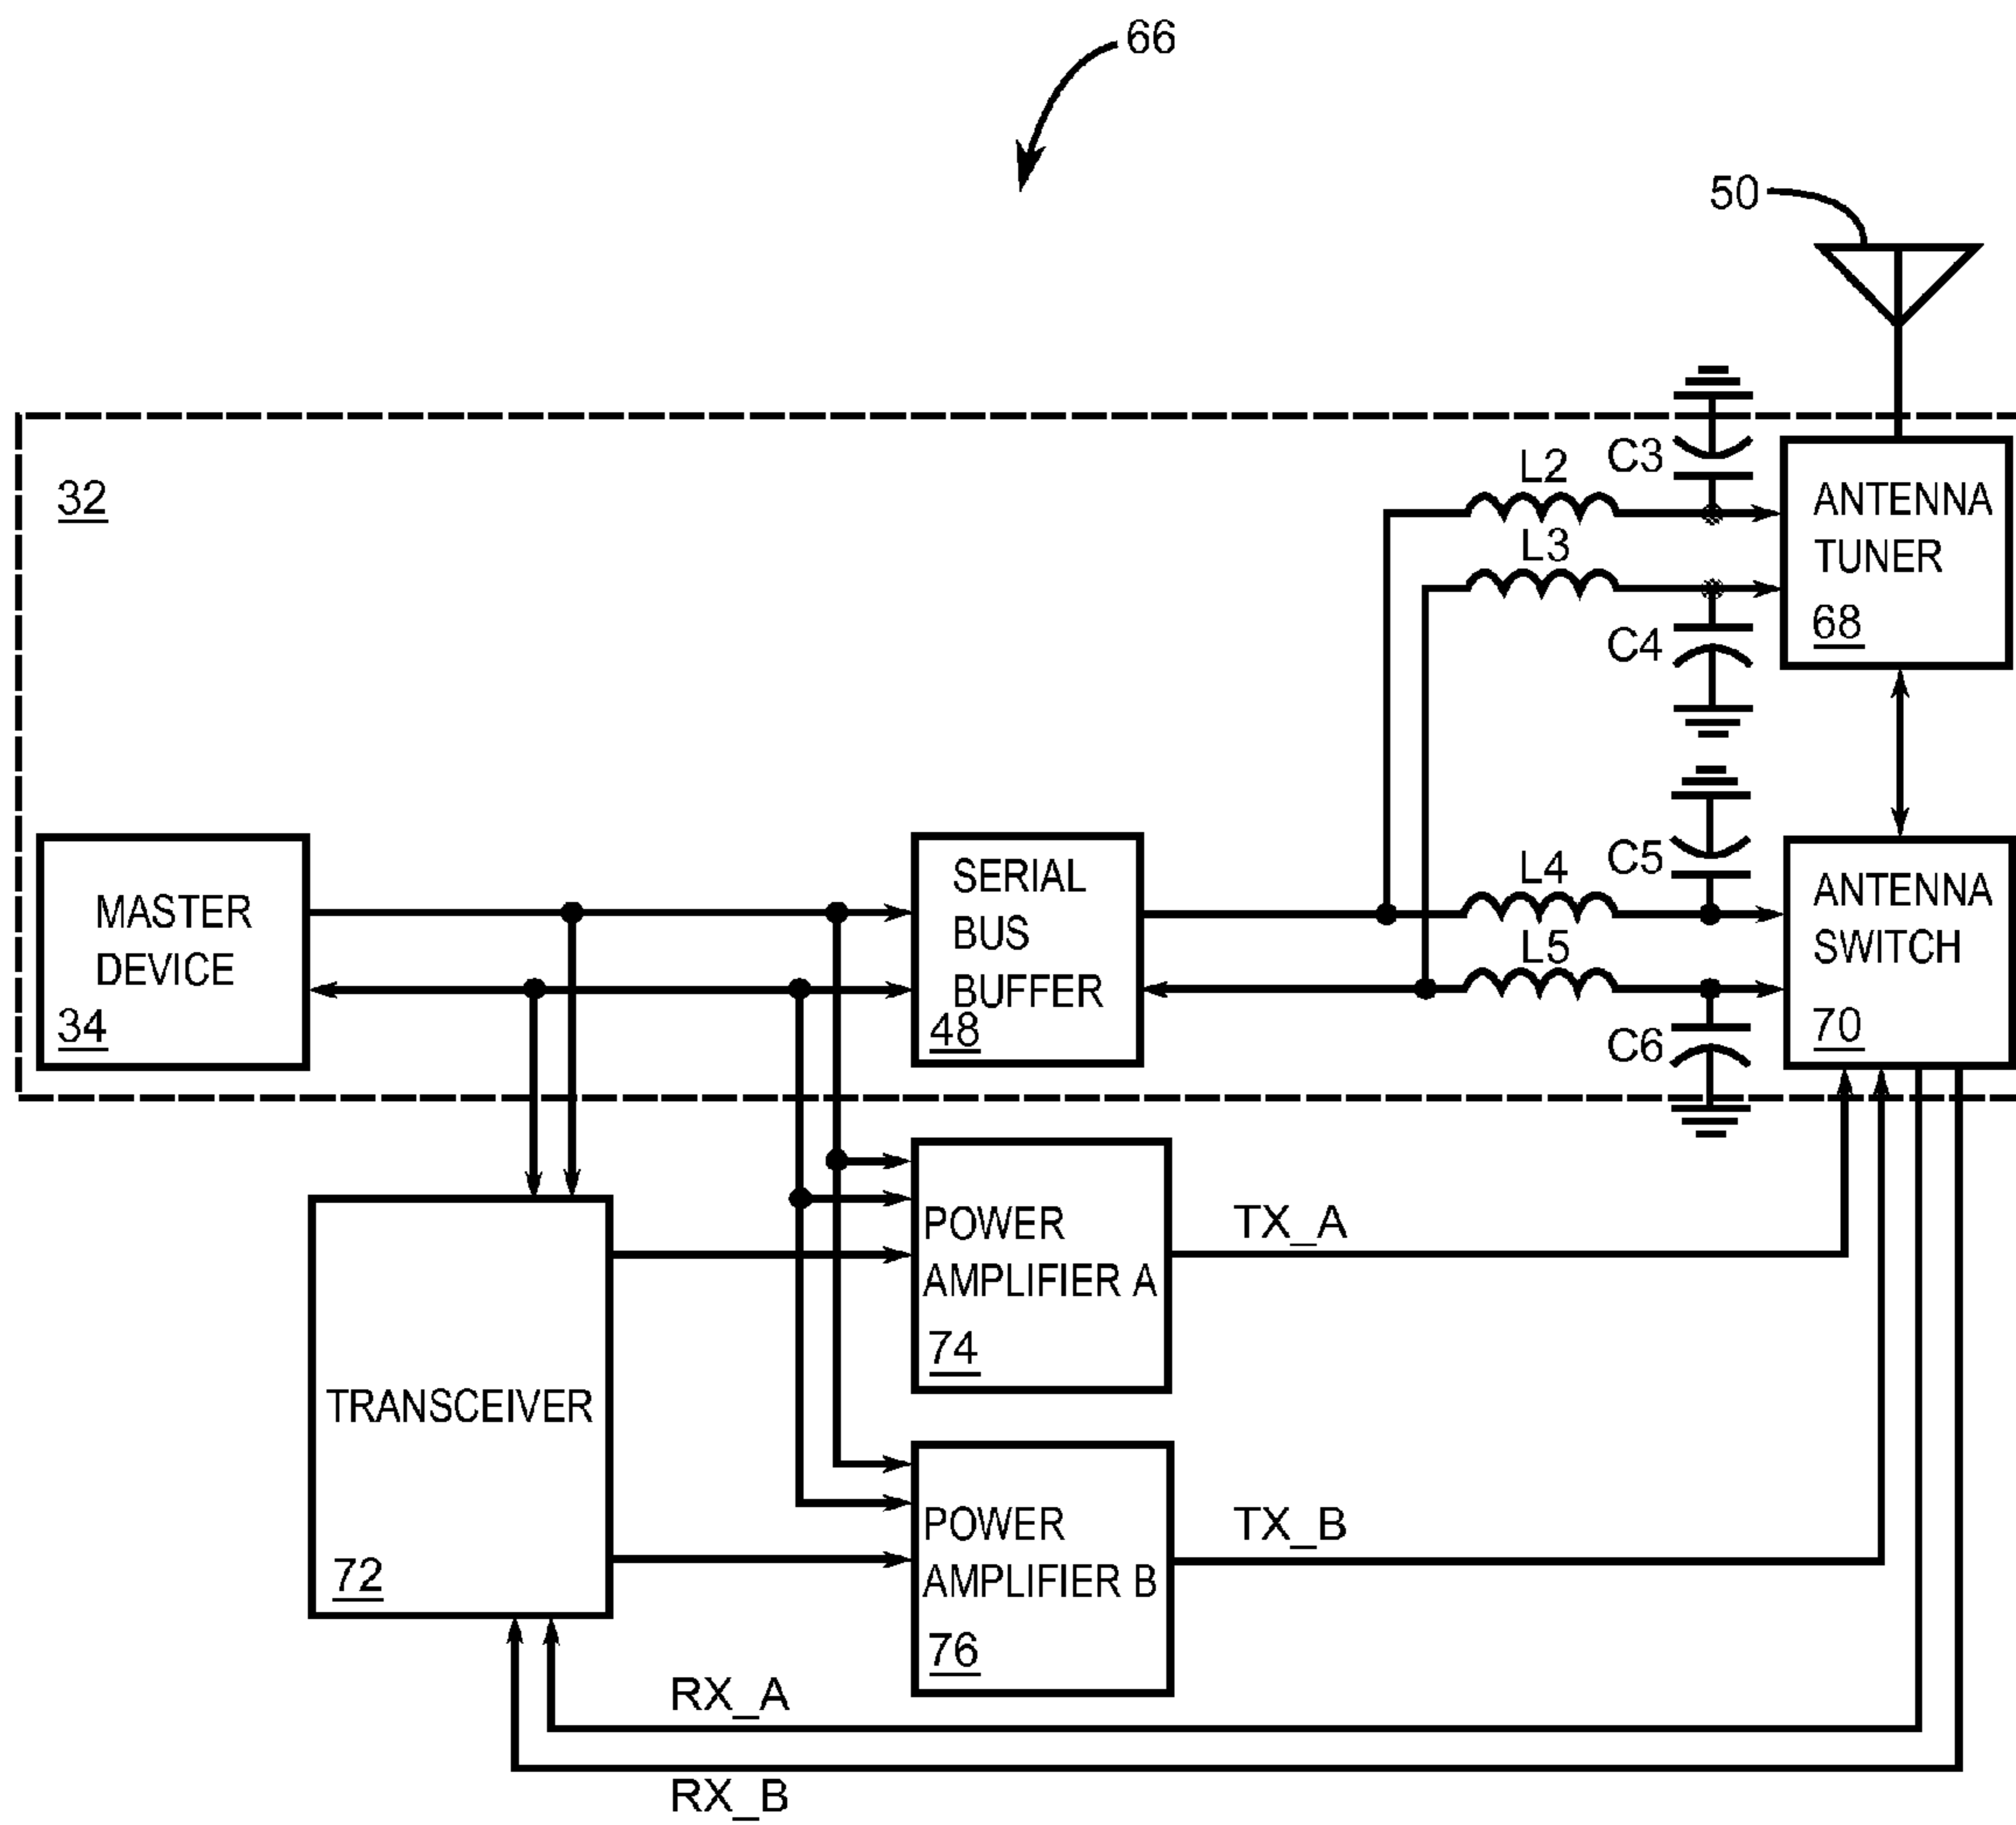 66
50
32
L2
C3
L3
C4
ANTENNA
TUNER
68
MASTER
DEVICE
34
SERIAL
BUS
BUFFER
48
L4
C5
L5
C6
ANTENNA
SWITCH
70
TRANSCEIVER
72
POWER
AMPLIFIER A
74
TX_A
POWER
AMPLIFIER B
76
TX_B
RX_A
RX_B